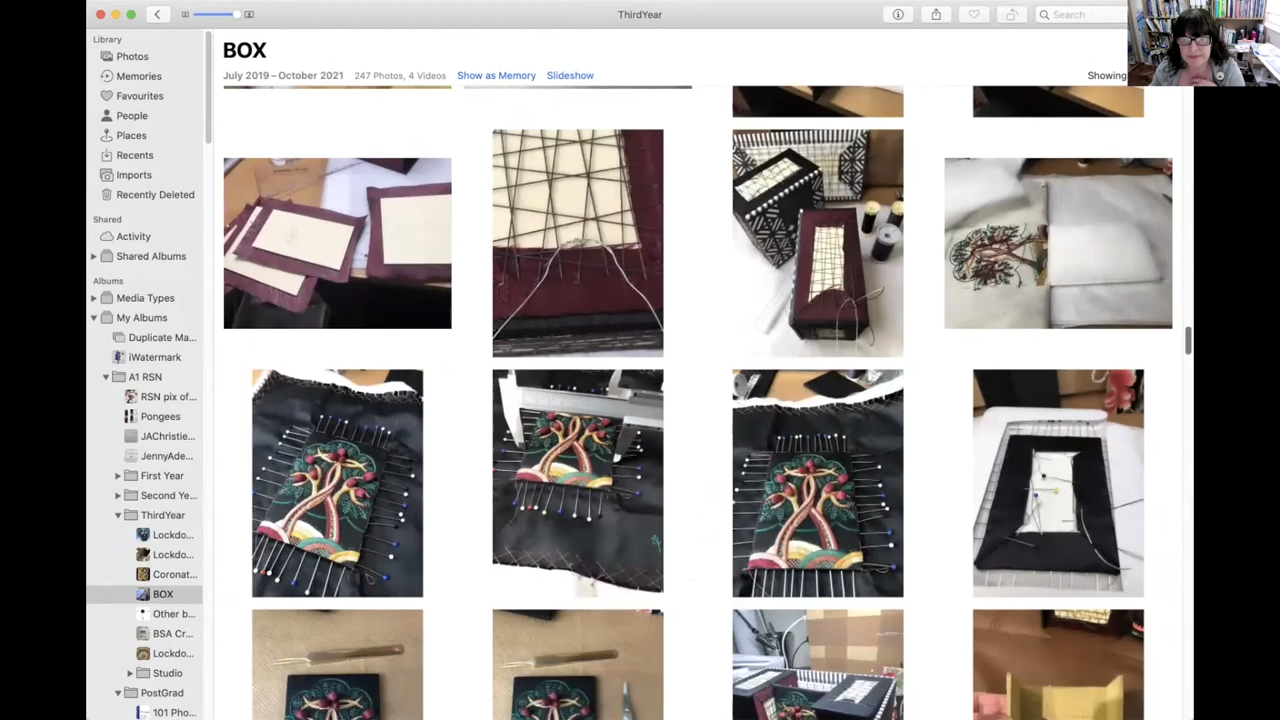 ThirdYear
Search
Library
Photos
Memories
Favourites
People
Places
Recents
Imports
Recently Deleted
Shared
Activity
Shared Albums
Albums
Media Types
My Albums
Duplicate Ma...
iWatermark
A1 RSN
RSN pix of...
Pongees
JAChristie...
JennyAde...
First Year
Second Ye...
ThirdYear
Lockdo...
Lockdo...
Coronat...
BOX
Other b...
BSA Cr...
Lockdo...
Studio
PostGrad
101 Pho...
BOX
July 2019 – October 2021 247 Photos, 4 Videos Show as Memory Slideshow
Showing